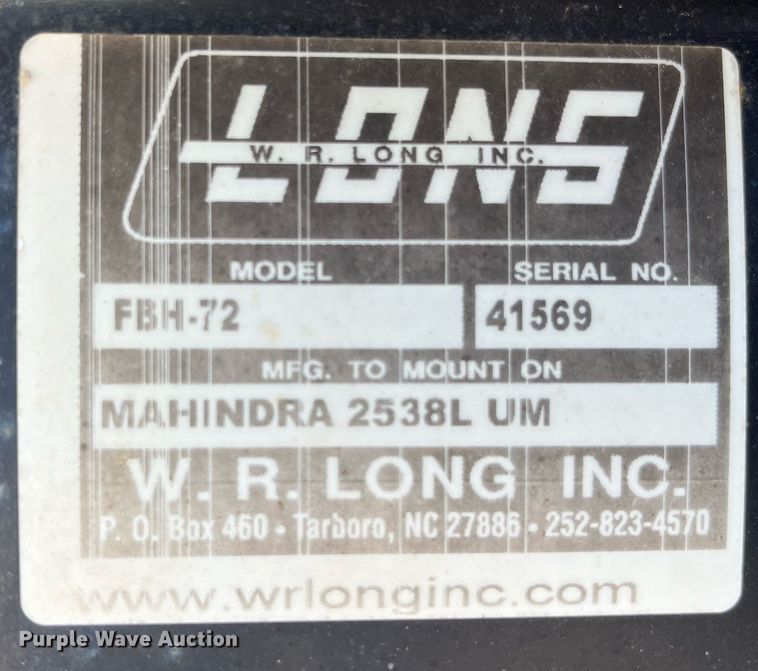 LONG
W. R. LONG INC.
MODEL SERIAL NO.
FBH-72 41569
MFG. TO MOUNT ON
MAHINDRA 2538L UM
W. R. LONG INC.
P. O. Box 460 - Tarboro, NC 27886 - 252-823-4570
www.wrlonginc.com
Purple Wave Auction